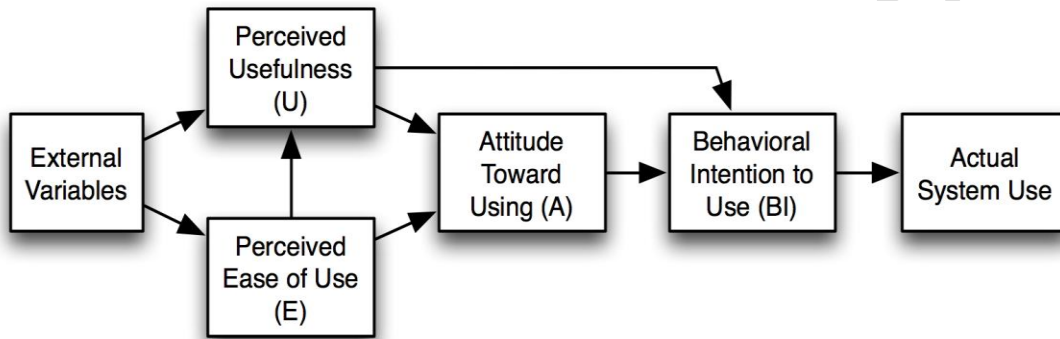 External
Variables
Perceived
Usefulness
(U)
Perceived
Ease of Use
(E)
Attitude
Toward
Using (A)
Behavioral
Intention to
Use (BI)
Actual
System Use